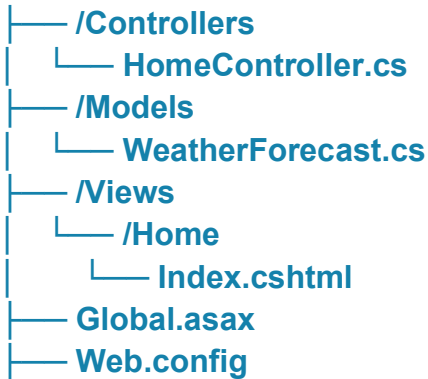 ├── /Controllers
│   └── HomeController.cs
├── /Models
│   └── WeatherForecast.cs
├── /Views
│   └── /Home
│       └── Index.cshtml
├── Global.asax
├── Web.config